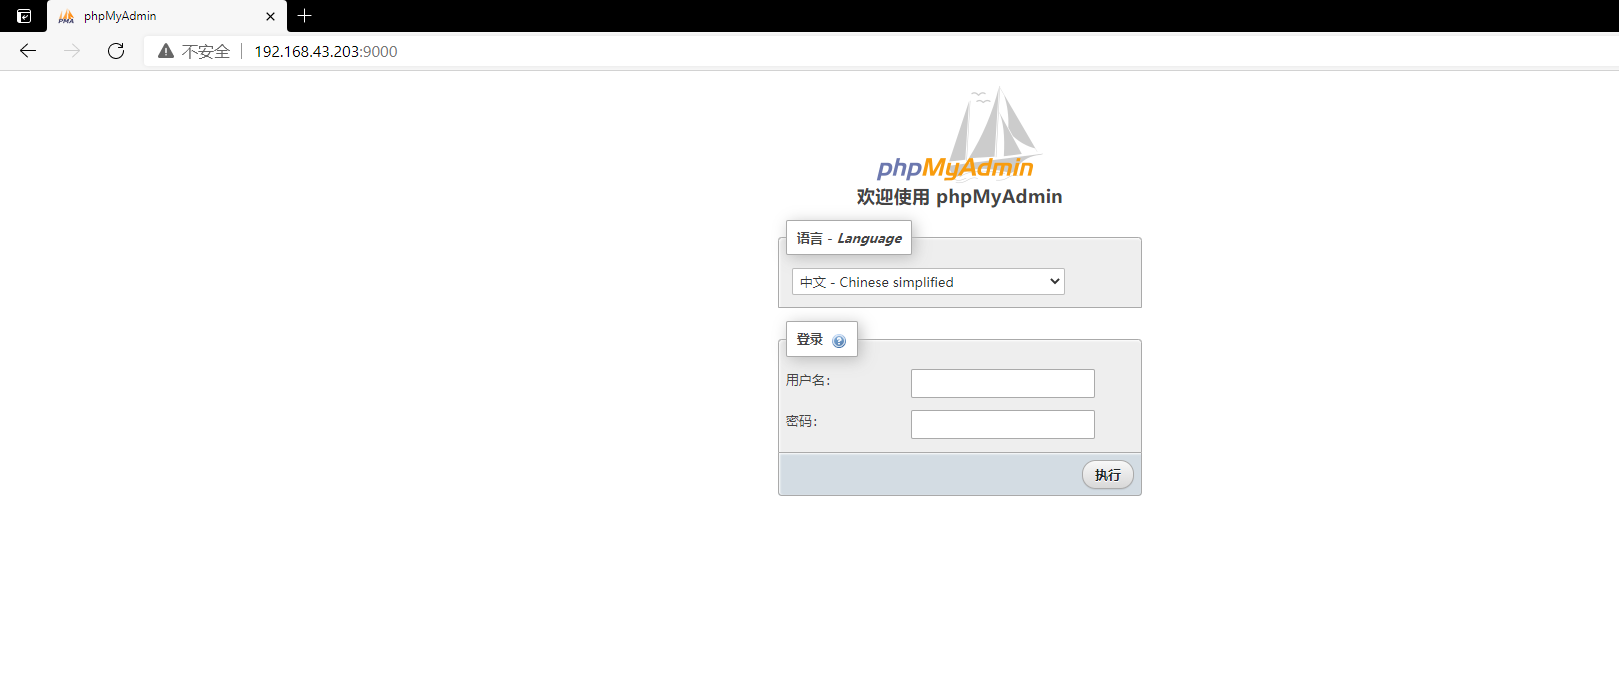 phpMyAdmin
不安全 192.168.43.203:9000
phpMyAdmin
欢迎使用 phpMyAdmin
语言 - Language
中文 - Chinese simplified
登录
用户名：
密码：
执行